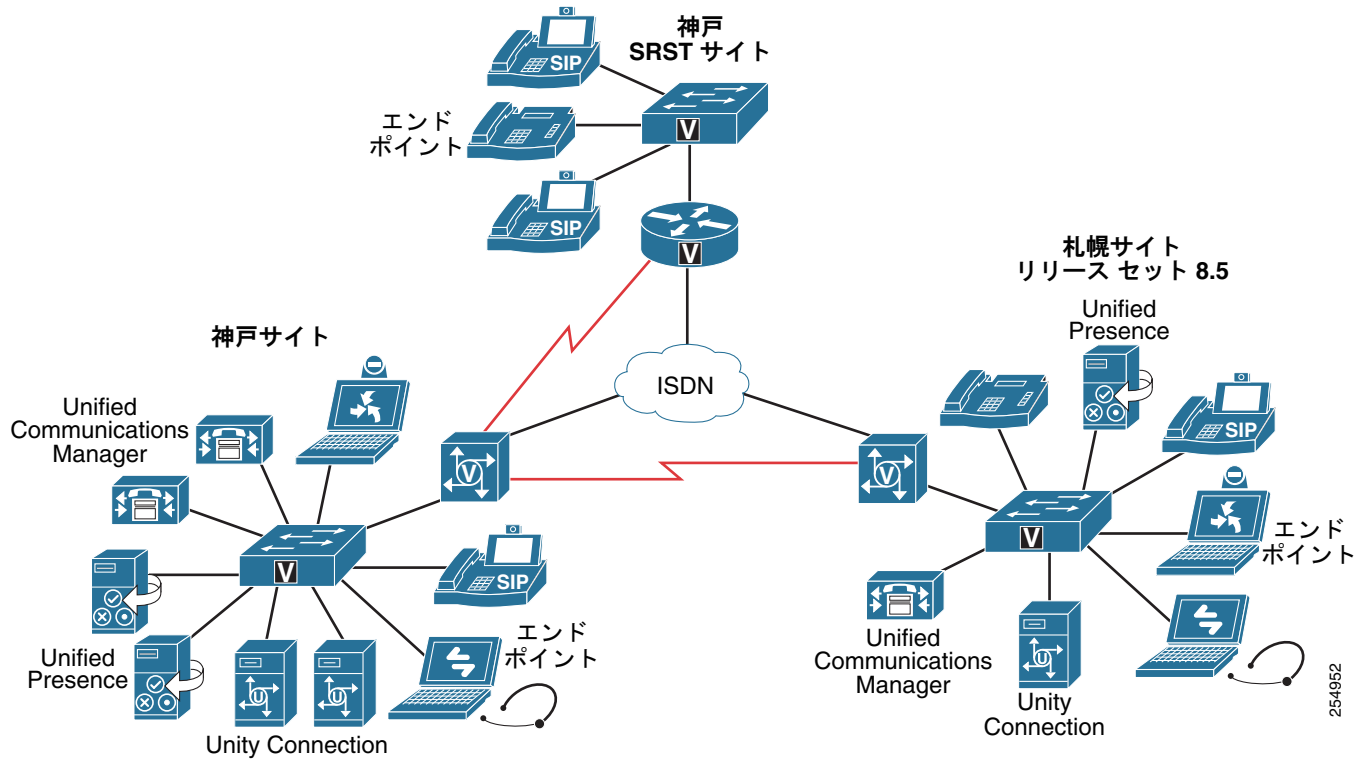 神戸
SRST サイト
SIP
エンド
ポイント
V
SIP
V
札幌サイト
リリース セット 8.5
Unified
Presence
神戸サイト
ISDN
Unified
Communications
Manager
V
V
SIP
V
エンド
ポイント
V
SIP
Unified
Presence
エンド
ポイント
U
U
Unity Connection
Unified
Communications
Manager
U
Unity
Connection
254952